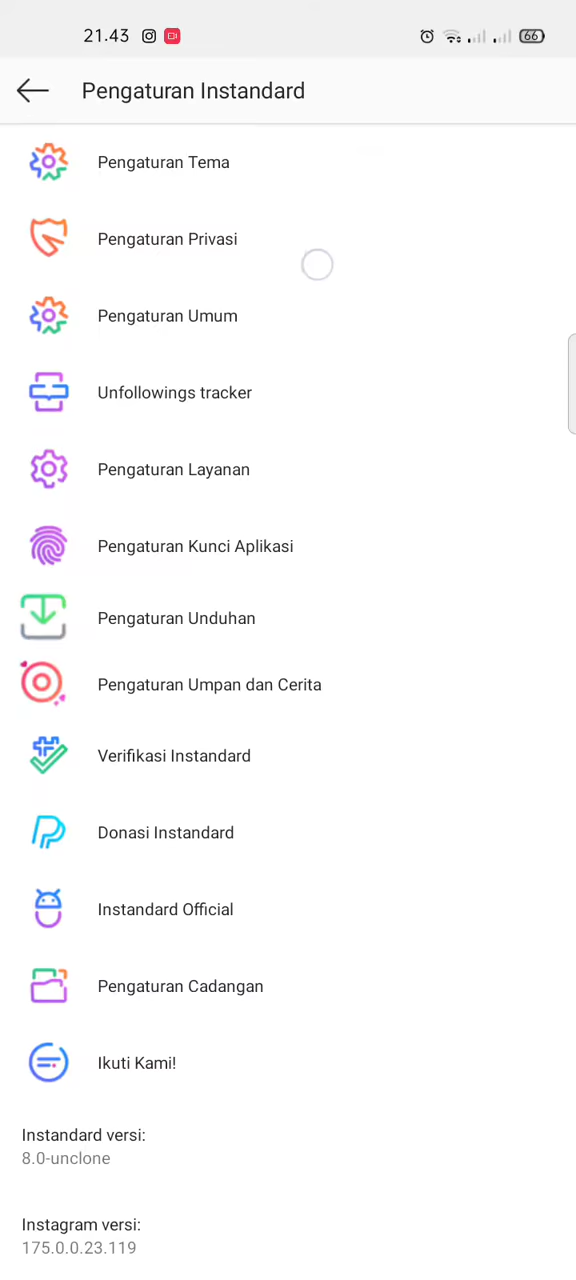 21.43
66
Pengaturan Instandard
Pengaturan Tema
Pengaturan Privasi
Pengaturan Umum
Unfollowings tracker
Pengaturan Layanan
Pengaturan Kunci Aplikasi
Pengaturan Unduhan
Pengaturan Umpan dan Cerita
Verifikasi Instandard
Donasi Instandard
Instandard Official
Pengaturan Cadangan
Ikuti Kami!
Instandard versi:
8.0-unclone
Instagram versi:
175.0.0.23.119